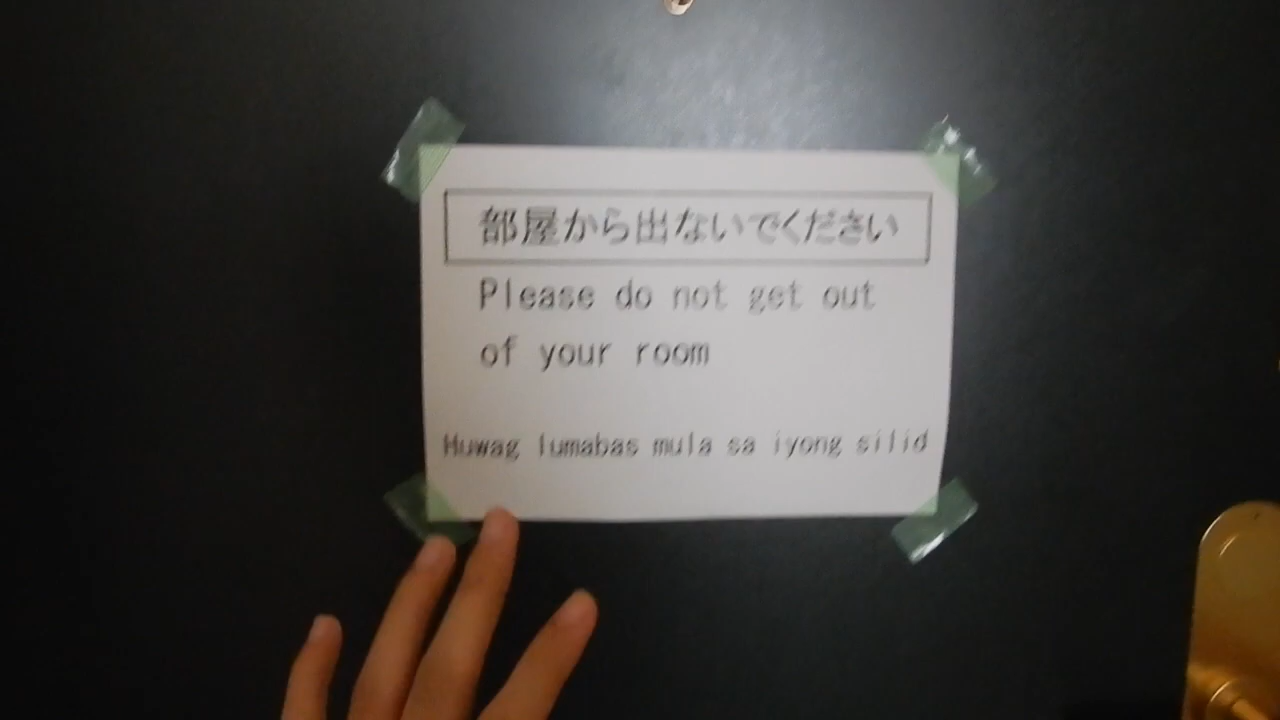 部屋から出ないでください
Please do not get out
of your room
Huwag lumabas mula sa iyong silid